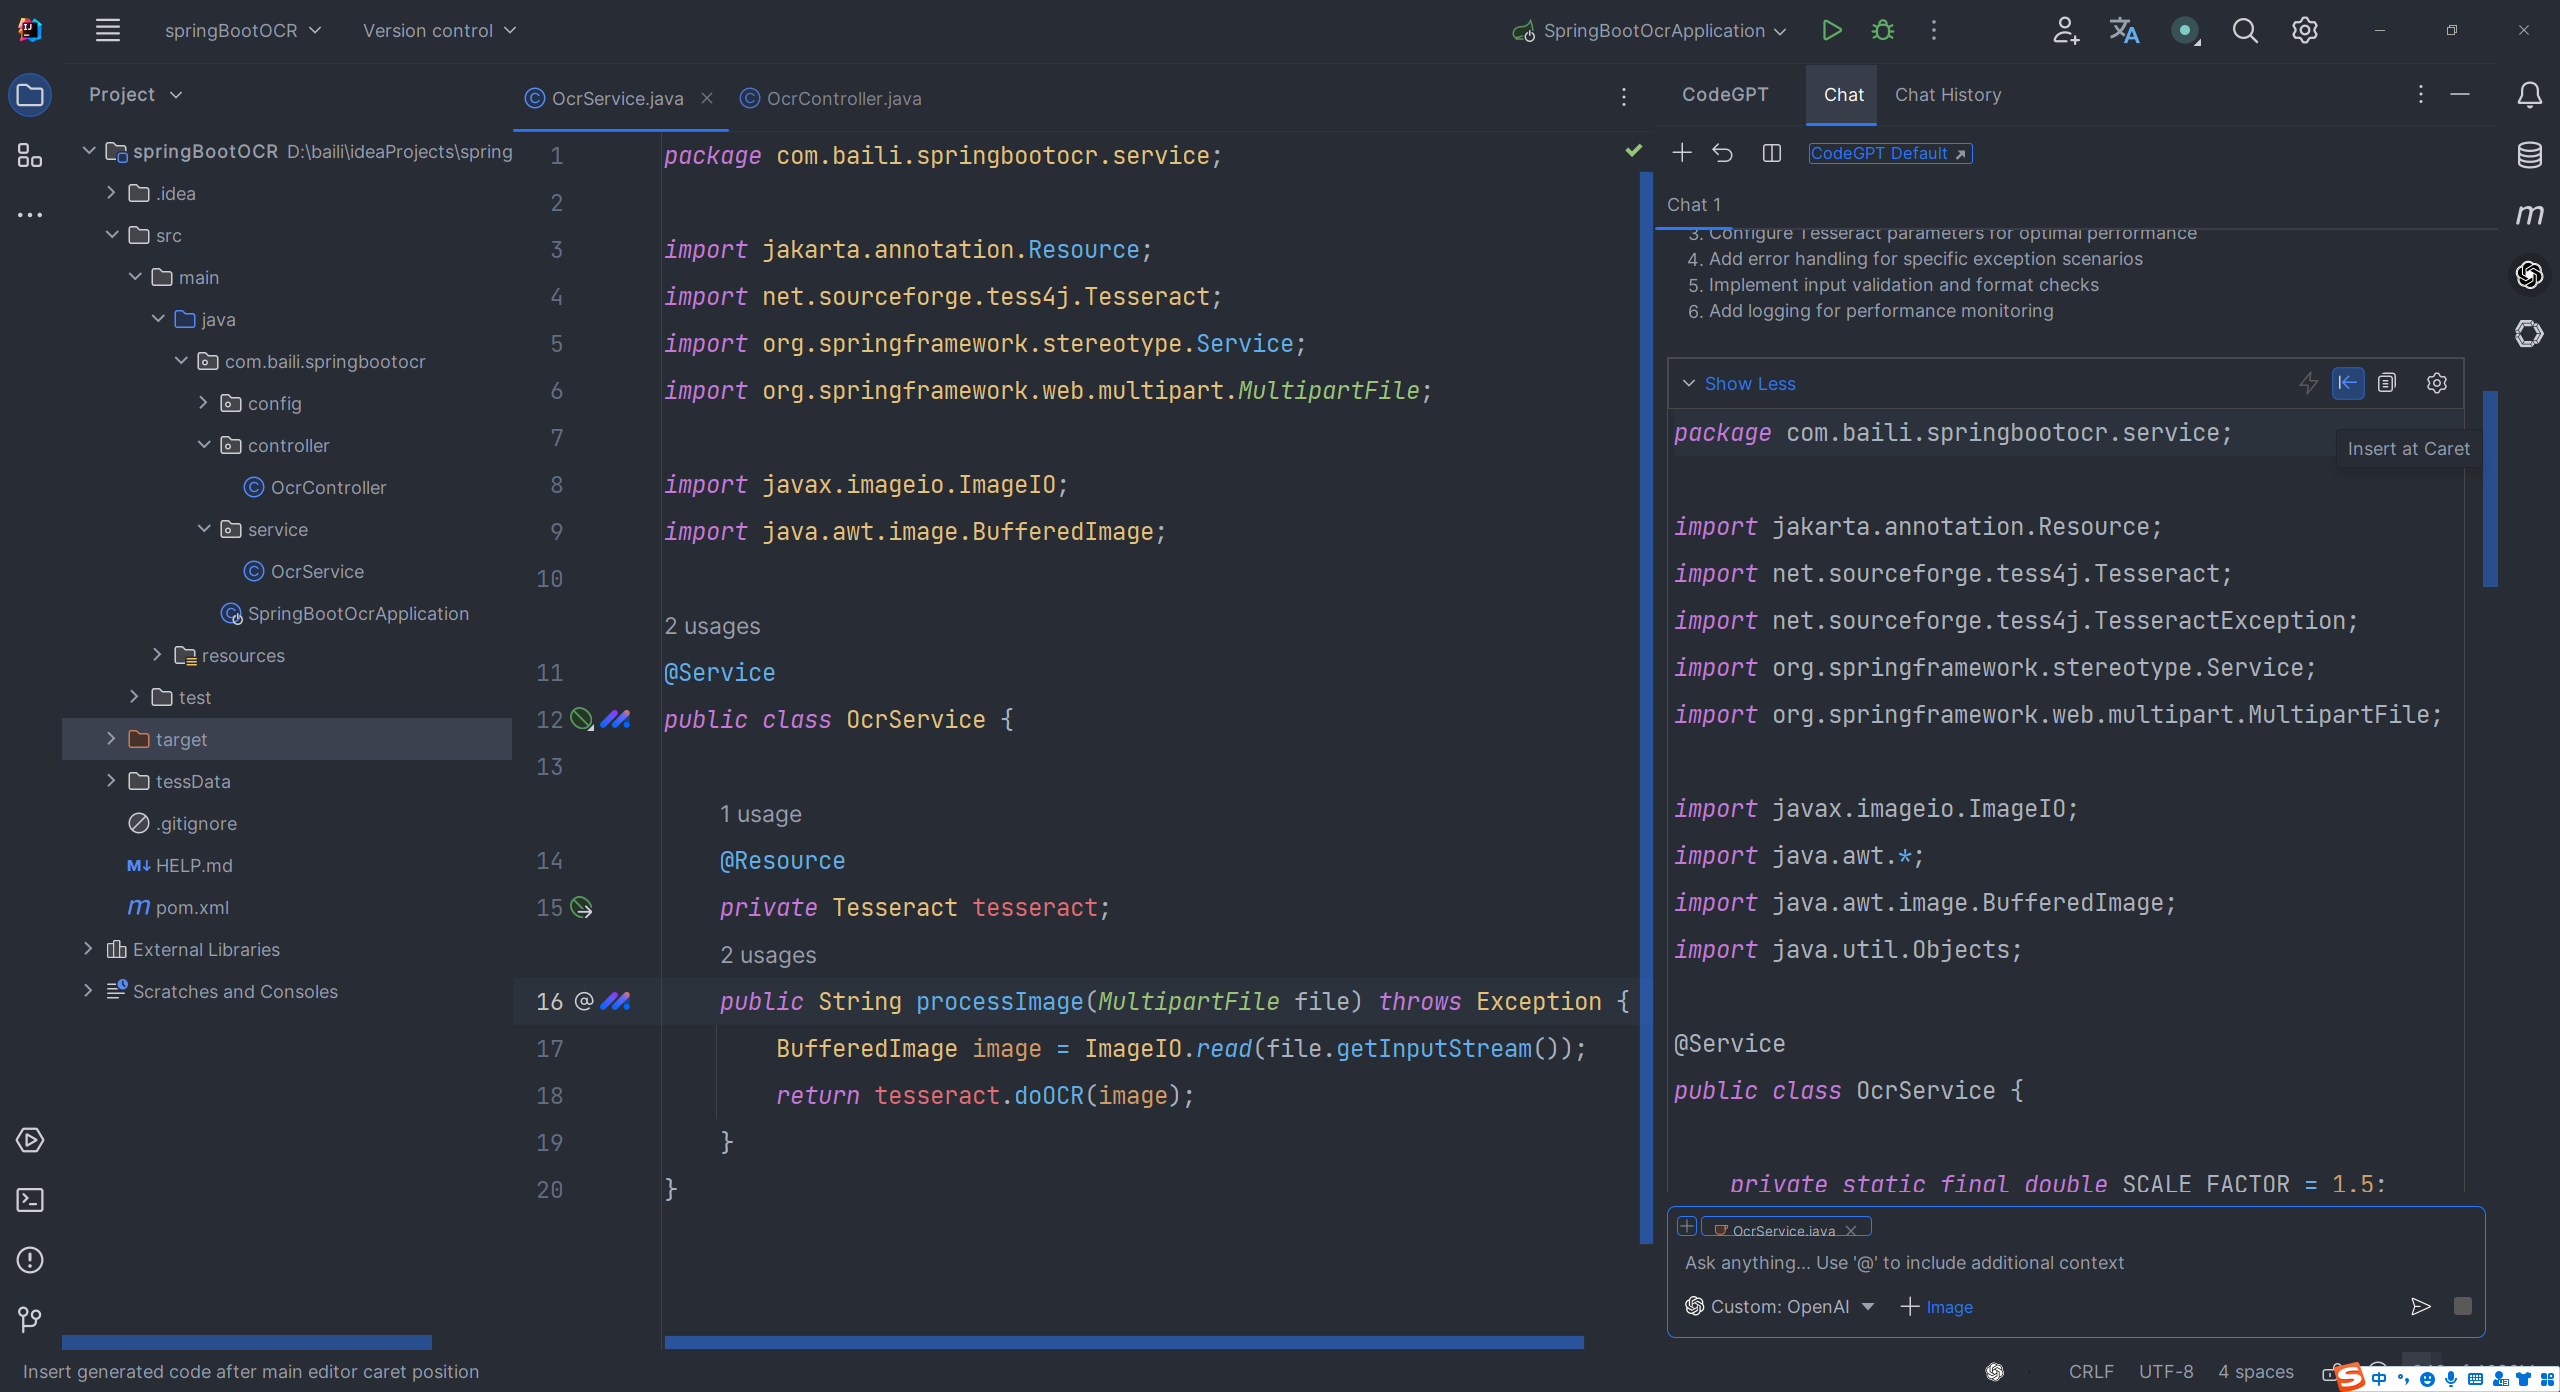 springBootOCR
Version control
SpringBootOcrApplication
Project
springBootOCR D:\baili\ideaProjects\spring
.idea
src
main
java
com.baili.springbootocr
config
controller
OcrController
service
OcrService
SpringBootOcrApplication
resources
test
target
tessData
.gitignore
HELP.md
pom.xml
External Libraries
Scratches and Consoles
OcrService.java
OcrController.java
1 package com.baili.springbootocr.service;
2
3 import jakarta.annotation.Resource;
4 import net.sourceforge.tess4j.Tesseract;
5 import org.springframework.stereotype.Service;
6 import org.springframework.web.multipart.MultipartFile;
7
8 import javax.imageio.ImageIO;
9 import java.awt.image.BufferedImage;
10
2 usages
11 @Service
12 public class OcrService {
13
1 usage
14 @Resource
15 private Tesseract tesseract;
2 usages
16 public String processImage(MultipartFile file) throws Exception {
17 BufferedImage image = ImageIO.read(file.getInputStream());
18 return tesseract.doOCR(image);
19 }
20 }
CodeGPT
Chat
Chat History
CodeGPT Default
Chat 1
3. Configure Tesseract parameters for optimal performance
4. Add error handling for specific exception scenarios
5. Implement input validation and format checks
6. Add logging for performance monitoring
Show Less
Insert at Caret
package com.baili.springbootocr.service;
import jakarta.annotation.Resource;
import net.sourceforge.tess4j.Tesseract;
import net.sourceforge.tess4j.TesseractException;
import org.springframework.stereotype.Service;
import org.springframework.web.multipart.MultipartFile;
import javax.imageio.ImageIO;
import java.awt.*;
import java.awt.image.BufferedImage;
import java.util.Objects;
@Service
public class OcrService {
private static final double SCALE_FACTOR = 1.5;
OcrService.java
Ask anything... Use '@' to include additional context
Custom: OpenAI
Image
Insert generated code after main editor caret position
CRLF
UTF-8
4 spaces
中